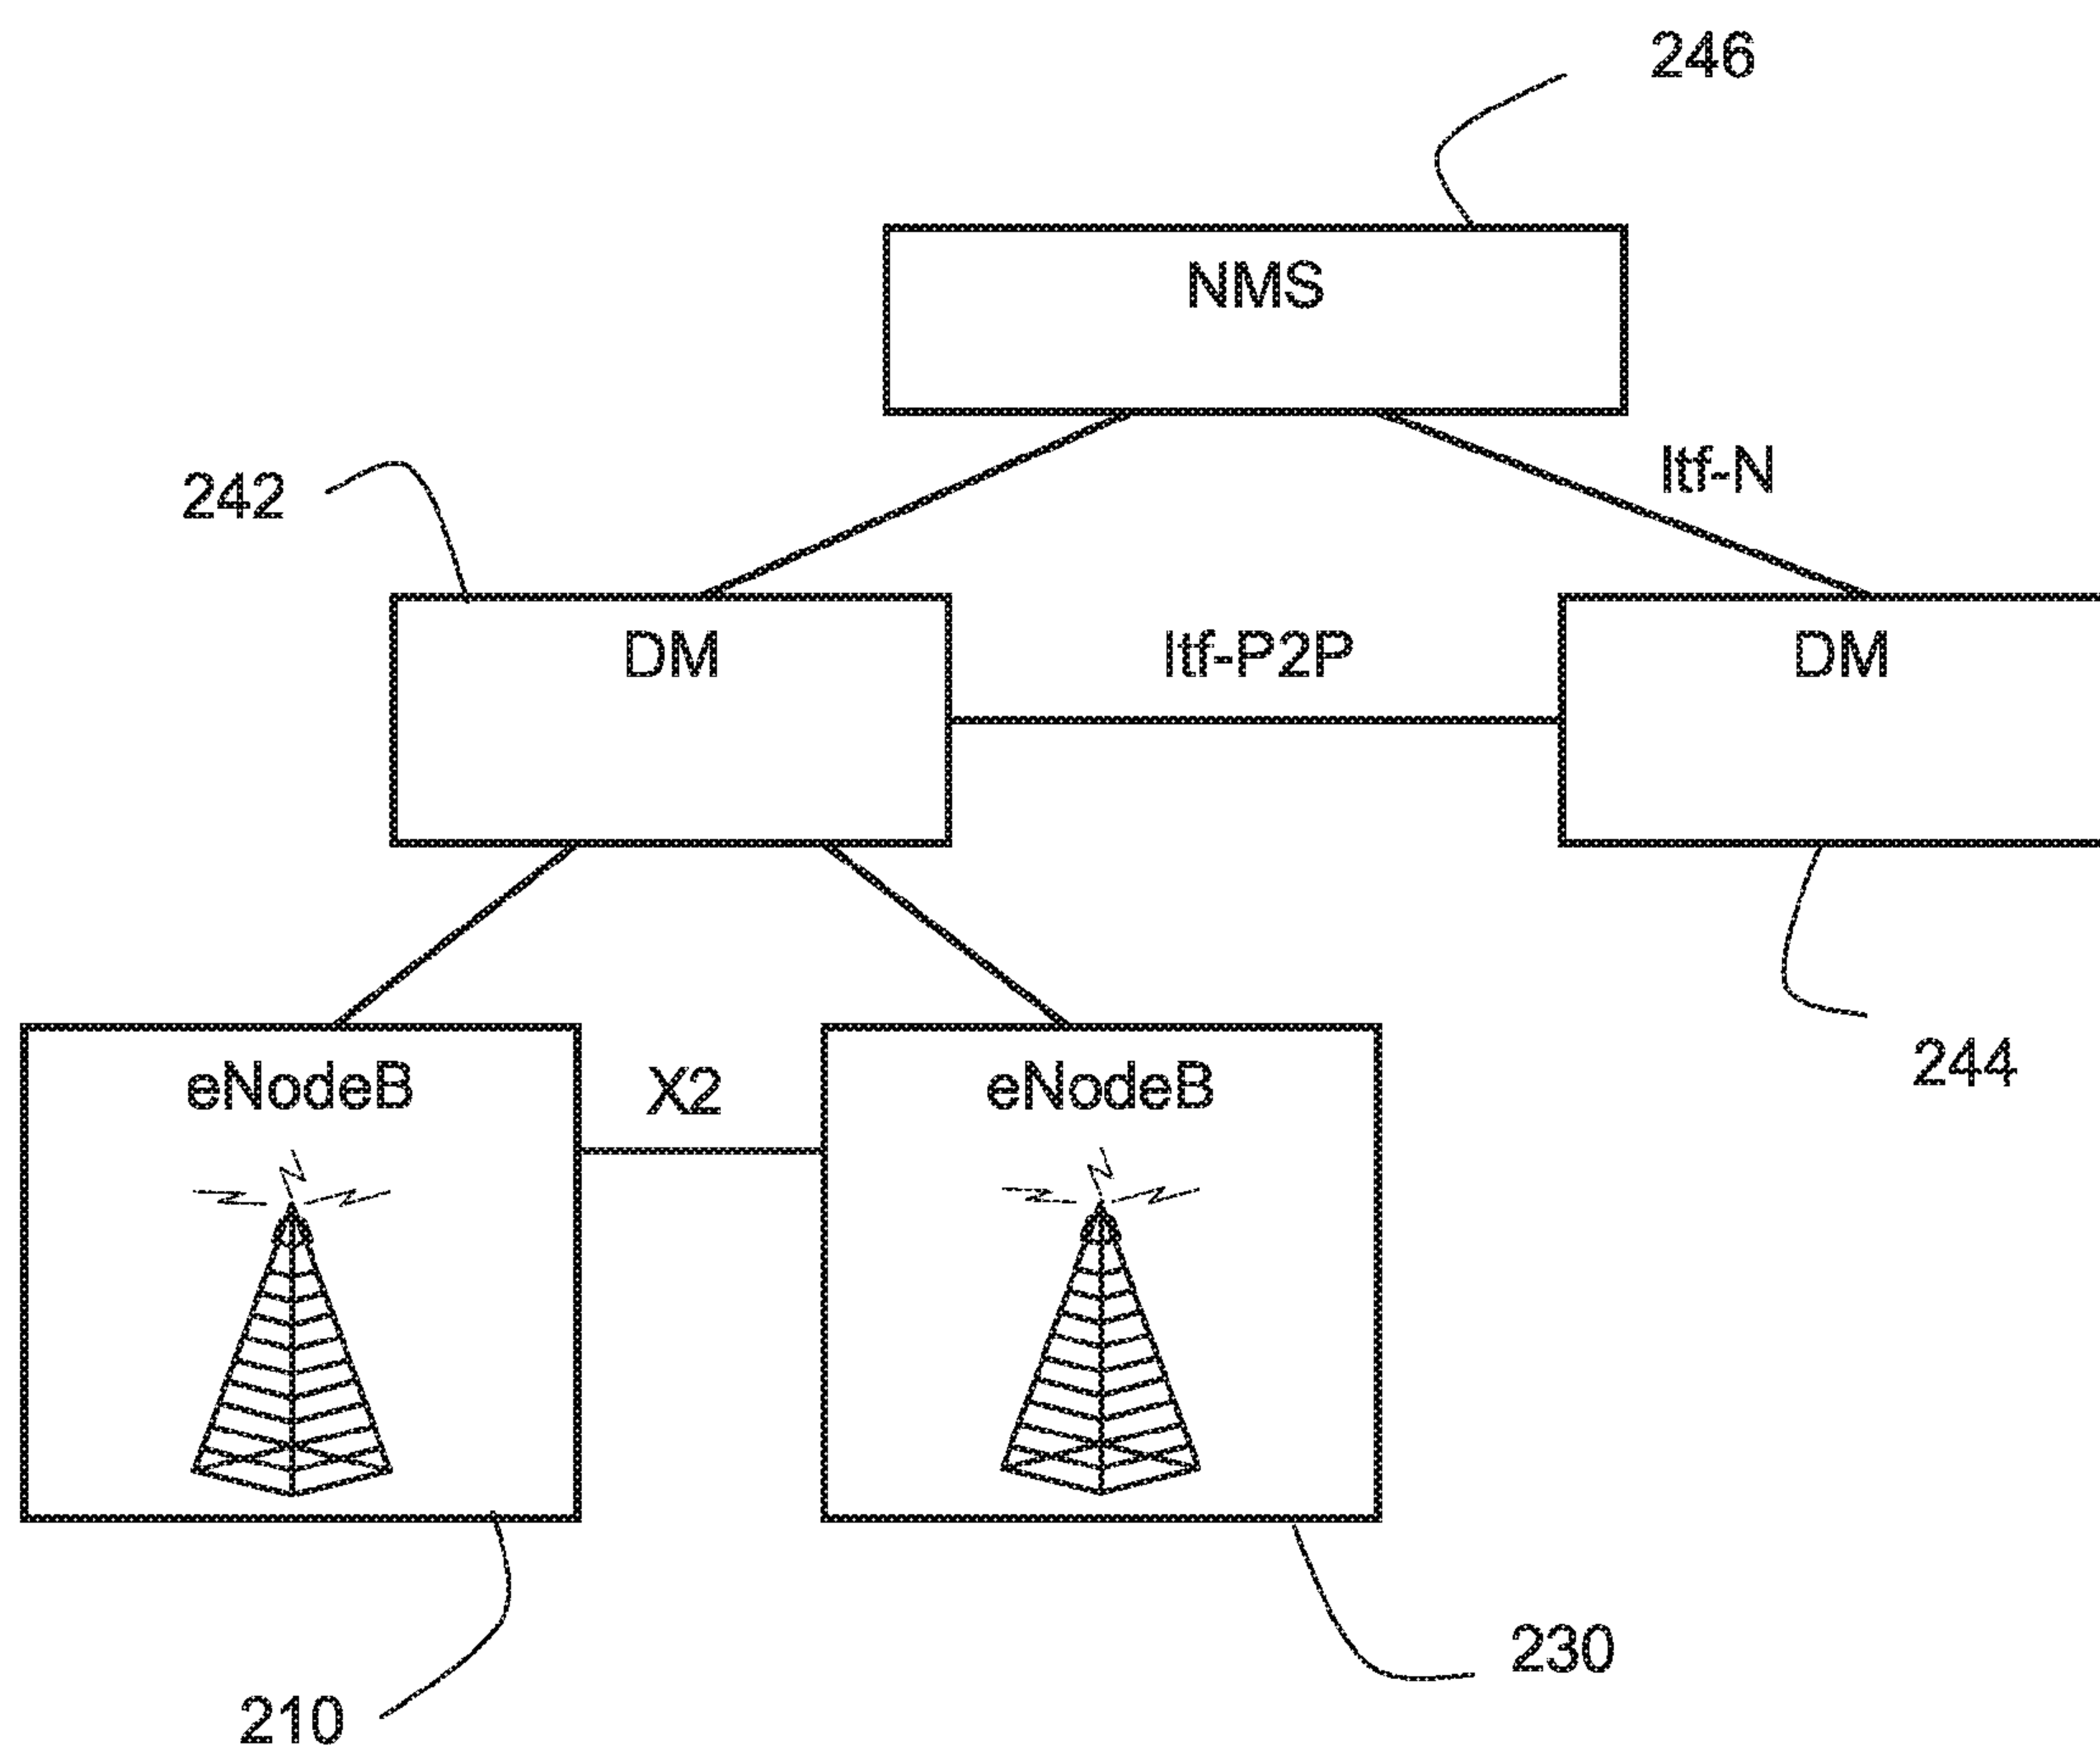 246
NMS
Itf-N
242
DM
Itf-P2P
DM
244
eNodeB
X2
eNodeB
230
210